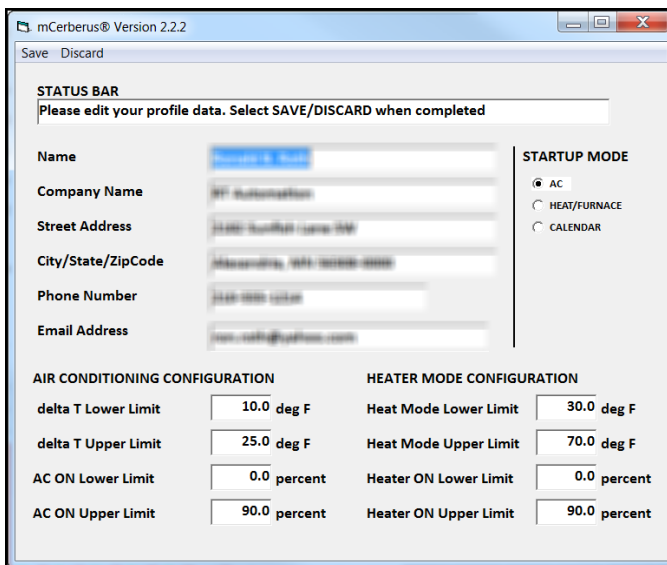 mCerberus® Version 2.2.2
Save Discard
STATUS BAR
Please edit your profile data. Select SAVE/DISCARD when completed
Name
STARTUP MODE
AC
Company Name
HEAT/FURNACE
Street Address
CALENDAR
City/State/ZipCode
Phone Number
Email Address
AIR CONDITIONING CONFIGURATION
HEATER MODE CONFIGURATION
delta T Lower Limit 10.0 deg F
Heat Mode Lower Limit 30.0 deg F
delta T Upper Limit 25.0 deg F
Heat Mode Upper Limit 70.0 deg F
AC ON Lower Limit 0.0 percent
Heater ON Lower Limit 0.0 percent
AC ON Upper Limit 90.0 percent
Heater ON Upper Limit 90.0 percent